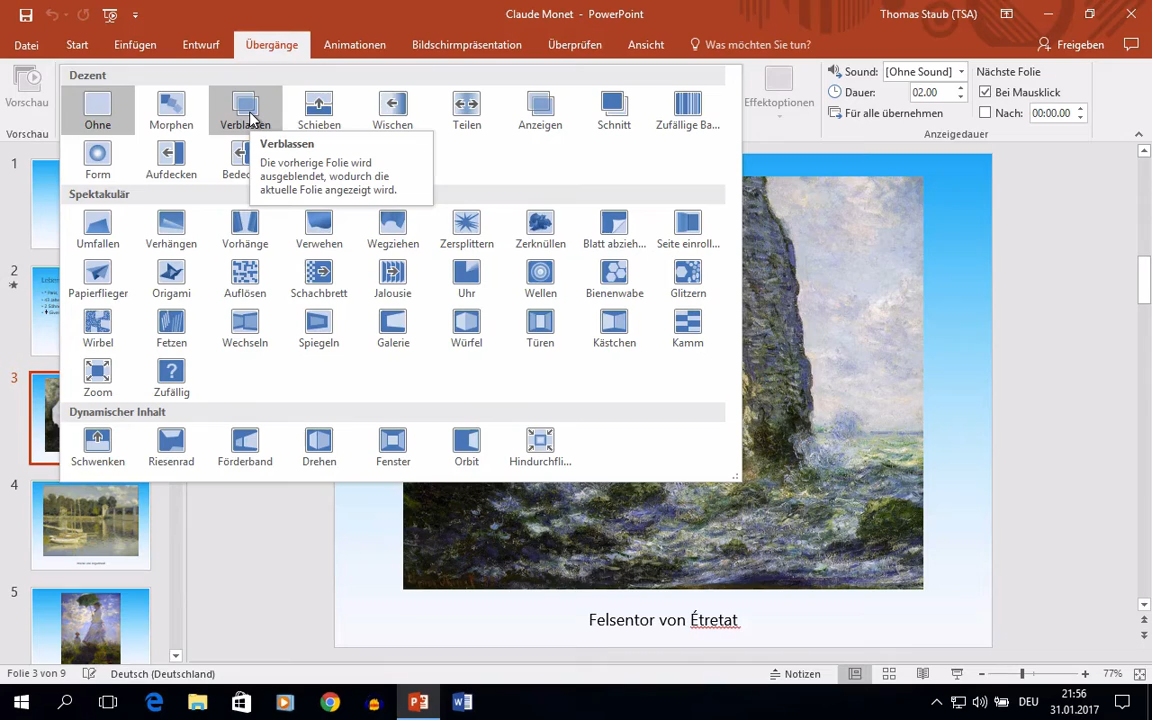 Claude Monet - PowerPoint
Thomas Staub (TSA)
Datei Start Einfügen Entwurf Übergänge Animationen Bildschirmpräsentation Überprüfen Ansicht Was möchten Sie tun? Freigeben
Vorschau
Vorschau
Dezent
Ohne Morphen Verblassen Schieben Wischen Teilen Anzeigen Schnitt Zufällige Ba...
Form Aufdecken
Verblassen
Die vorherige Folie wird
ausgeblendet, wodurch die
aktuelle Folie angezeigt wird.
Spektakulär
Umfallen Verhängen Vorhänge Verwehen Wegziehen Zersplittern Zerknüllen Blatt abzieh... Seite einroll...
Papierflieger Origami Auflösen Schachbrett Jalousie Uhr Wellen Bienenwabe Glitzern
Wirbel Fetzen Wechseln Spiegeln Galerie Würfel Türen Kästchen Kamm
Zoom Zufällig
Dynamischer Inhalt
Schwenken Riesenrad Förderband Drehen Fenster Orbit Hindurchfli...
Effektoptionen
Sound: [Ohne Sound]
Dauer: 02.00
Für alle übernehmen
Nächste Folie
Bei Mausklick
Nach: 00:00.00
Anzeigedauer
1
2
3
4
5
Felsentor von Étretat
Folie 3 von 9 Deutsch (Deutschland) Notizen 77%
DEU
21:56
31.01.2017